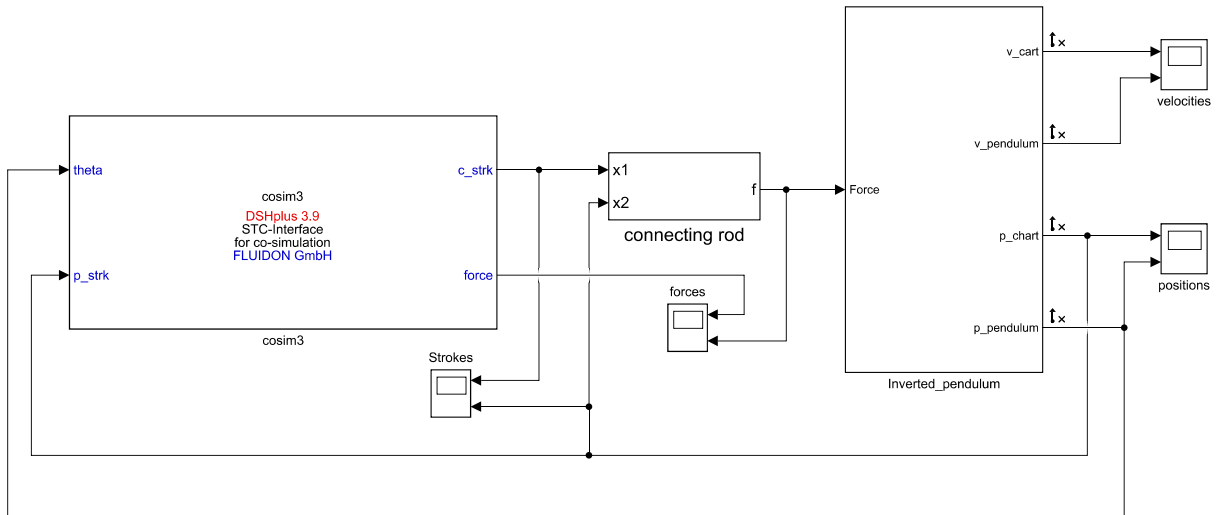 v_cart
velocities
v_pendulum
theta
c_strk
x1
cosim3
DSHplus 3.9
STC-Interface
for co-simulation
FLUIDON GmbH
f
Force
x2
connecting rod
p_chart
p_strk
force
forces
positions
p_pendulum
cosim3
Strokes
Inverted_pendulum